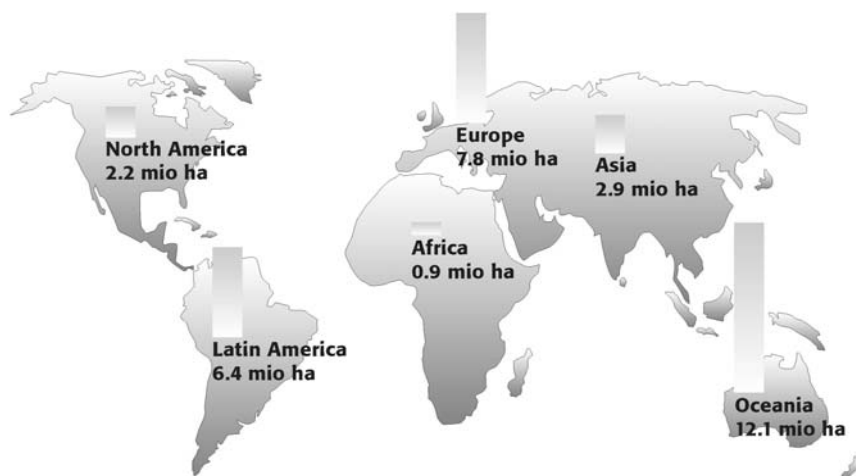 North America
2.2 mio ha
Europe
7.8 mio ha
Asia
2.9 mio ha
Africa
0.9 mio ha
Latin America
6.4 mio ha
Oceania
12.1 mio ha